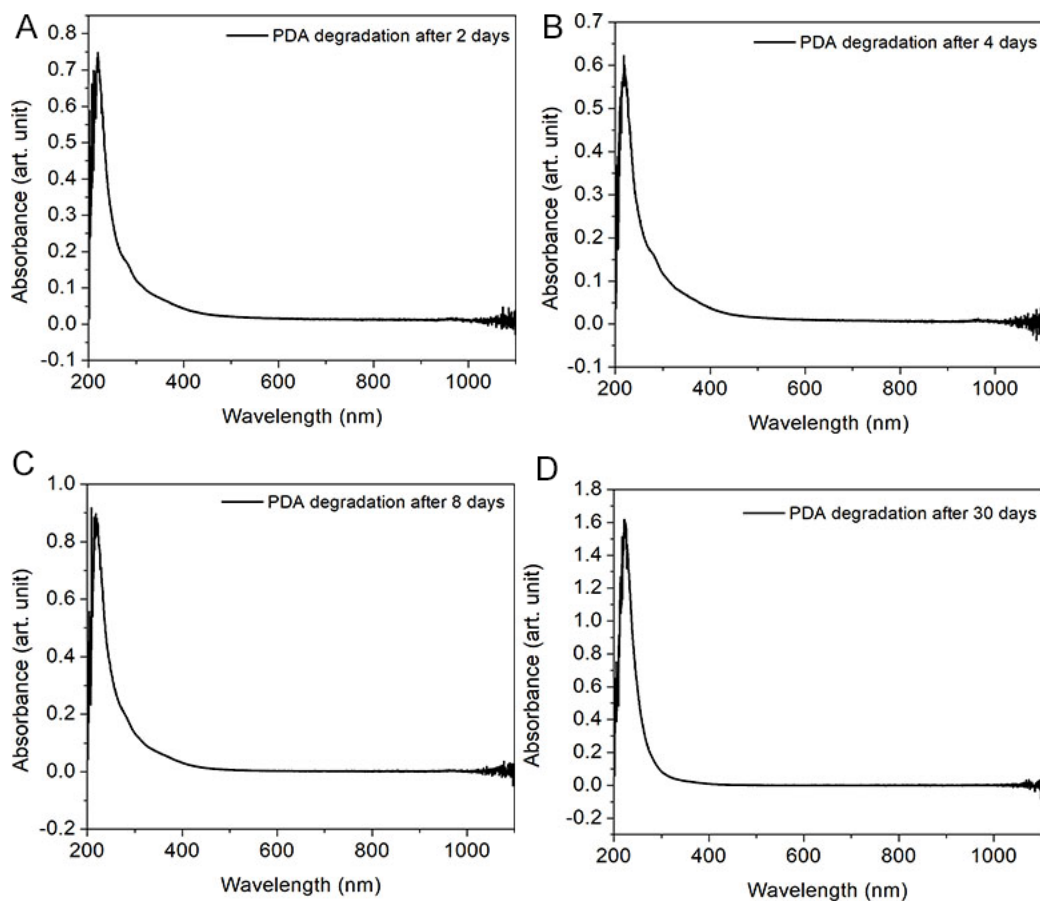 A
PDA degradation after 2 days
0.8
0.7
0.6
0.5
0.4
0.3
0.2
0.1
0.0
-0.1
Absorbance (art. unit)
200 400 600 800 1000
Wavelength (nm)
B
PDA degradation after 4 days
0.7
0.6
0.5
0.4
0.3
0.2
0.1
0.0
-0.1
Absorbance (art. unit)
200 400 600 800 1000
Wavelength (nm)
C
PDA degradation after 8 days
1.0
0.8
0.6
0.4
0.2
0.0
-0.2
Absorbance (art. unit)
200 400 600 800 1000
Wavelength (nm)
D
PDA degradation after 30 days
1.8
1.6
1.4
1.2
1.0
0.8
0.6
0.4
0.2
0.0
-0.2
Absorbance (art. unit)
200 400 600 800 1000
Wavelength (nm)